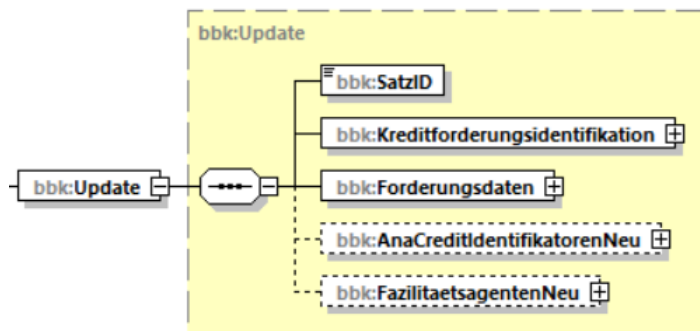 bbk:Update
bbk:SatzID
bbk:Kreditforderungsidentifikation
bbk:Update
bbk:Forderungsdaten
bbk:AnaCreditIdentifikatorenNeu
bbk:FazilitaetsagentenNeu